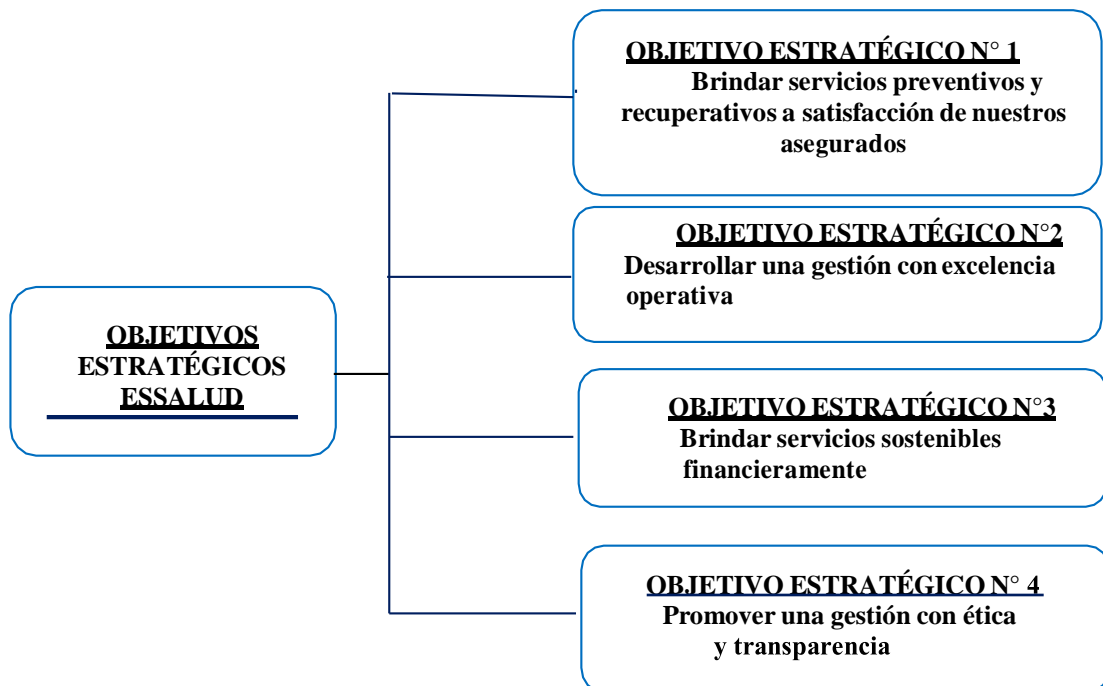 OBJETIVOS
ESTRATÉGICOS
ESSALUD
OBJETIVO ESTRATÉGICO N° 1
Brindar servicios preventivos y
recuperativos a satisfacción de nuestros
asegurados
OBJETIVO ESTRATÉGICO N°2
Desarrollar una gestión con excelencia
operativa
OBJETIVO ESTRATÉGICO N°3
Brindar servicios sostenibles
financieramente
OBJETIVO ESTRATÉGICO N° 4
Promover una gestión con ética
y transparencia